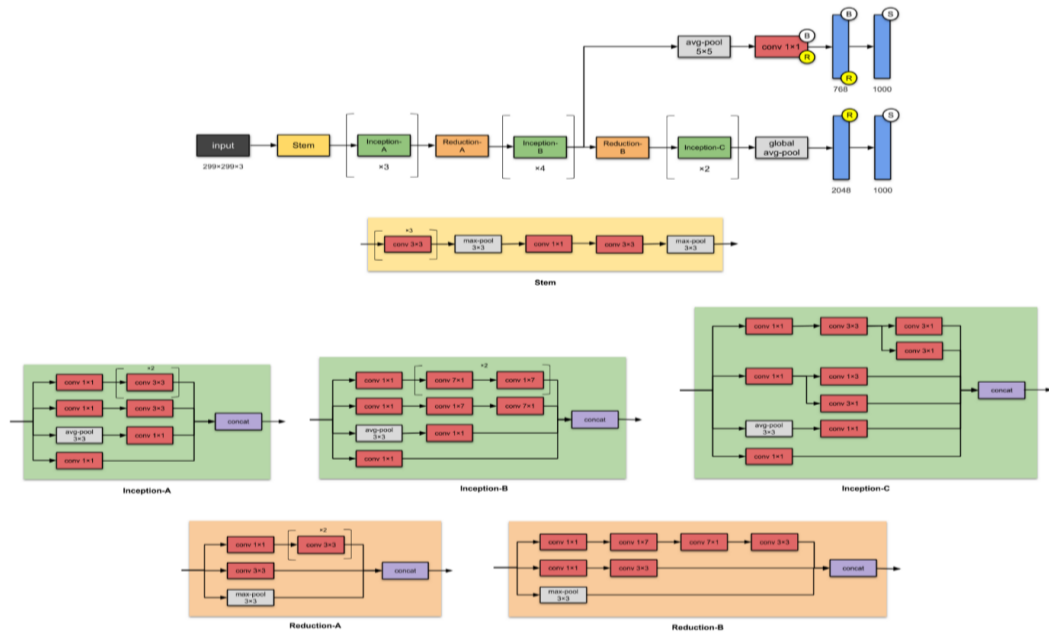 avg-pool
5×5
conv 1×1
B
R
B
R
768
S
1000
input
299×299×3
Stem
Inception-
A
×3
Reduction-
A
Inception-
B
×4
Reduction-
B
Inception-C
×2
global
avg-pool
R
2048
S
1000
×3
conv 3×3
max-pool
3×3
conv 1×1
conv 3×3
max-pool
3×3
Stem
×2
conv 1×1
conv 3×3
conv 1×1
conv 3×3
avg-pool
3×3
conv 1×1
conv 1×1
concat
Inception-A
×2
conv 1×1
conv 7×1
conv 1×7
conv 1×1
conv 1×7
conv 7×1
avg-pool
3×3
conv 1×1
conv 1×1
concat
Inception-B
conv 1×1
conv 3×3
conv 3×1
conv 3×1
conv 1×1
conv 1×3
conv 3×1
avg-pool
3×3
conv 1×1
conv 1×1
concat
Inception-C
×2
conv 1×1
conv 3×3
conv 3×3
max-pool
3×3
concat
Reduction-A
conv 1×1
conv 1×7
conv 7×1
conv 3×3
conv 1×1
conv 3×3
max-pool
3×3
concat
Reduction-B